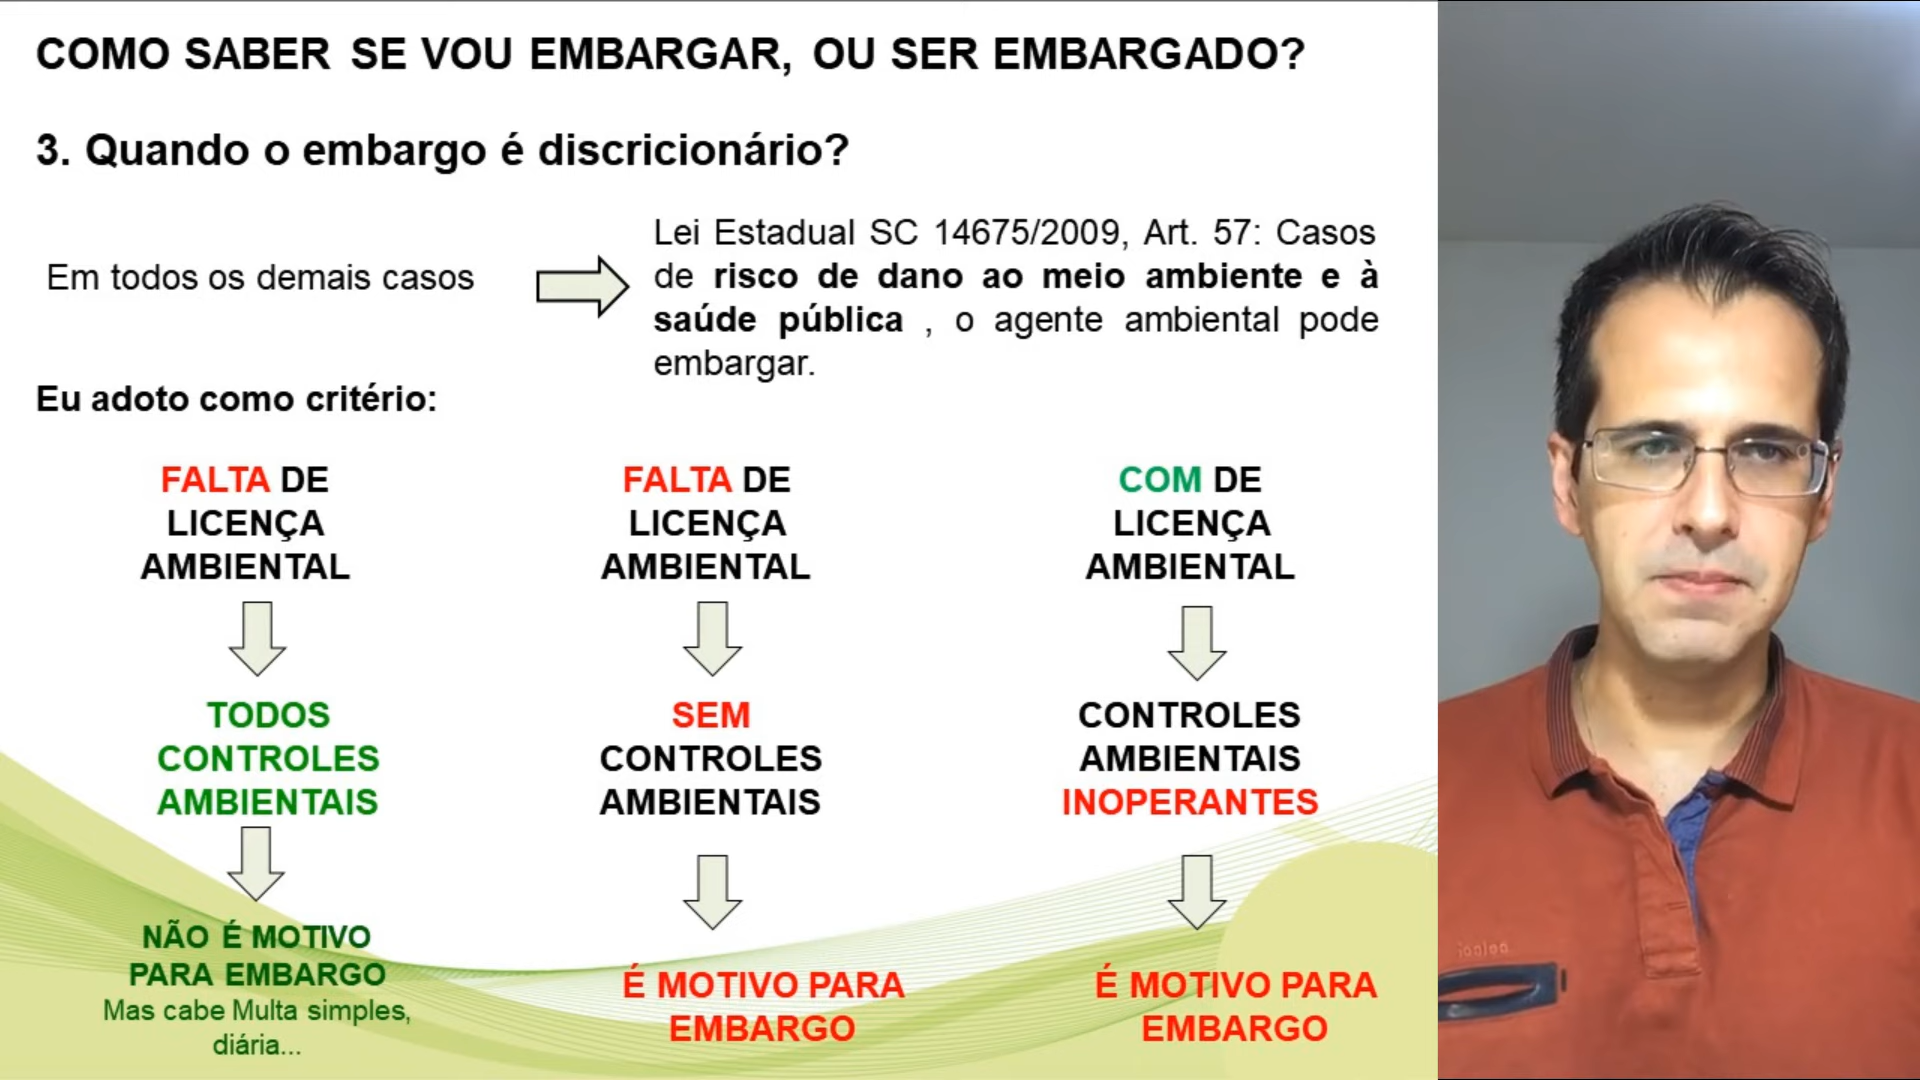 COMO SABER SE VOU EMBARGAR, OU SER EMBARGADO?
3. Quando o embargo é discricionário?
Em todos os demais casos
Lei Estadual SC 14675/2009, Art. 57: Casos
de risco de dano ao meio ambiente e à
saúde pública , o agente ambiental pode
embargar.
Eu adoto como critério:
FALTA DE
LICENÇA
AMBIENTAL
TODOS
CONTROLES
AMBIENTAIS
NÃO É MOTIVO
PARA EMBARGO
Mas cabe Multa simples,
diária...
FALTA DE
LICENÇA
AMBIENTAL
SEM
CONTROLES
AMBIENTAIS
É MOTIVO PARA
EMBARGO
COM DE
LICENÇA
AMBIENTAL
CONTROLES
AMBIENTAIS
INOPERANTES
É MOTIVO PARA
EMBARGO